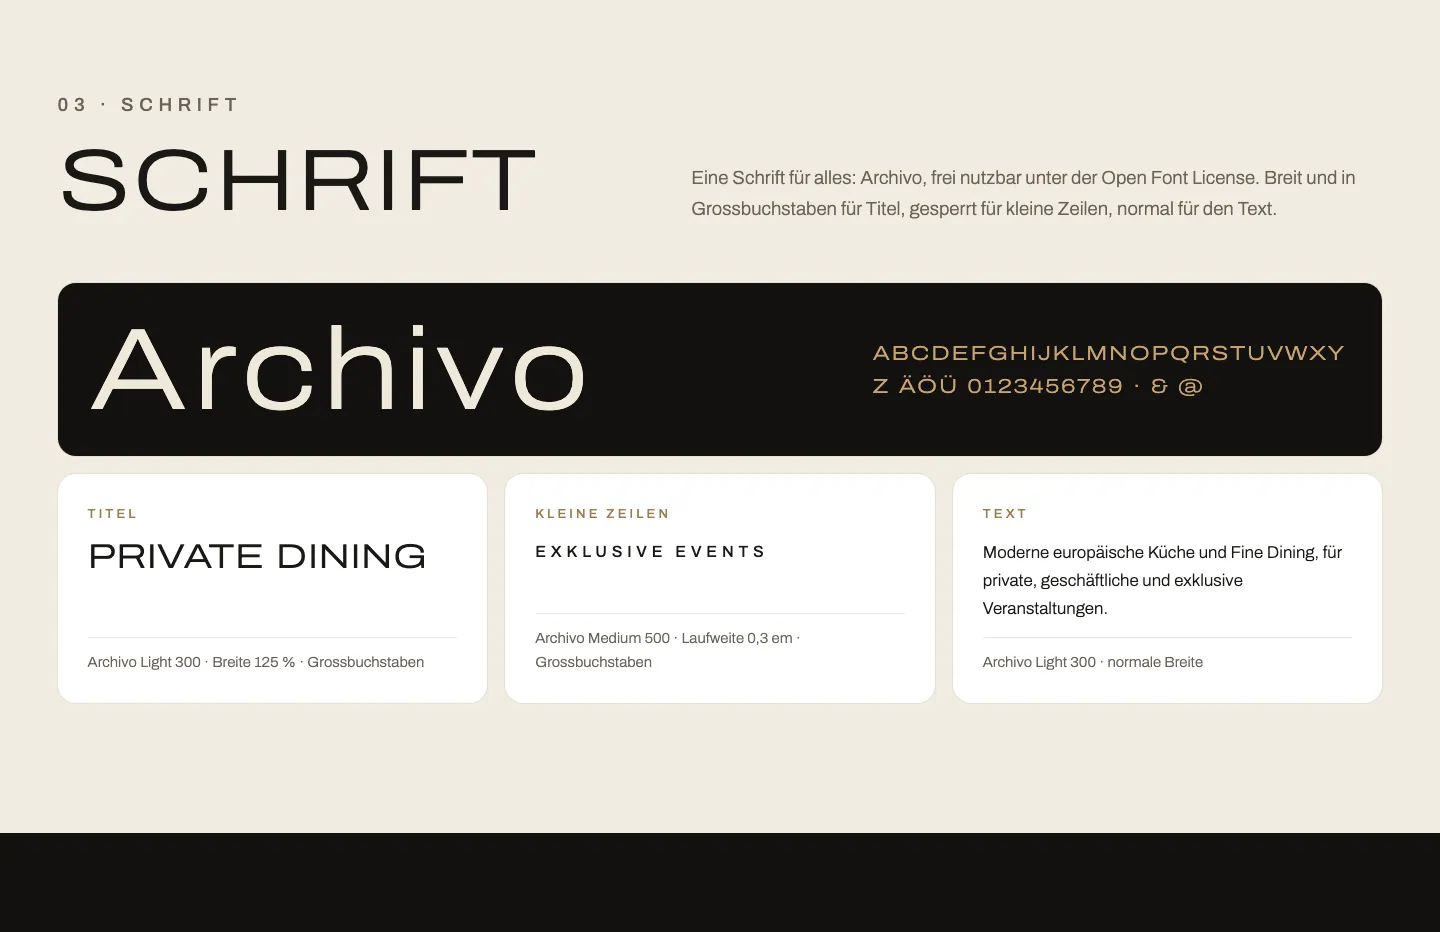 03 · SCHRIFT
SCHRIFT
Eine Schrift für alles: Archivo, frei nutzbar unter der Open Font License. Breit und in
Grossbuchstaben für Titel, gesperrt für kleine Zeilen, normal für den Text.
Archivo
ABCDEFGHIJKLMNOPQRSTUVWXY
Z ÄÖÜ 0123456789 · & @
TITEL
PRIVATE DINING
Archivo Light 300 · Breite 125 % · Grossbuchstaben
KLEINE ZEILEN
EXKLUSIVE EVENTS
Archivo Medium 500 · Laufweite 0,3 em ·
Grossbuchstaben
TEXT
Moderne europäische Küche und Fine Dining, für
private, geschäftliche und exklusive
Veranstaltungen.
Archivo Light 300 · normale Breite